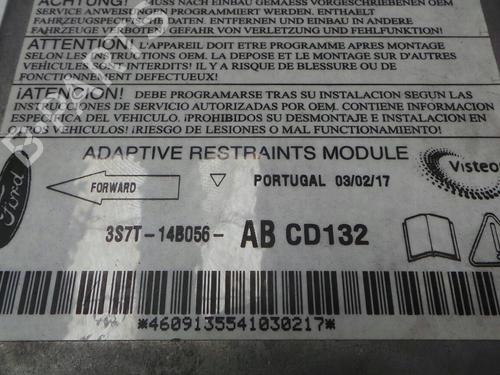 ACHTUNG! MUSS NACH EINBAU GEMAESS VORGESCHRIEBENEN OEM
SERVICE ANWEISUNGEN PROGRAMMIERT WERDEN. ENTHAELT
FAHRZEUGSPEZIFISCHE DATEN, ENTFERNEN UND EINBAU IN ANDERE
FAHRZEUGE VERBOTEN. GEFAHR VON VERLETZUNG UND FEHLFUNKTION!
ATTENTION! L'APPAREIL DOIT ETRE PROGRAMME APRES MONTAGE
SELON LES INSTRUCTIONS OEM. LA DEPOSE ET LE MONTAGE SUR D'AUTRES
VEHICULES SONT INTERDITS! IL Y A RISQUE DE BLESSURE OU DE
FONCTIONNEMENT DEFECTUEUX!
¡ATENCIÓN! DEBE PROGRAMARSE TRAS SU INSTALACION SEGUN LAS
INSTRUCCIONES DE SERVICIO AUTORIZADAS POR OEM. CONTIENE INFORMACION
ESPECIFICA DEL VEHICULO. ¡PROHIBIDO SU DESMONTAJE E INSTALACIÓN EN
OTROS VEHICULOS! ¡RIESGO DE LESIONES O MAL FUNCIONAMIENTO!
ADAPTIVE RESTRAINTS MODULE
Ford
FORWARD
PORTUGAL 03/02/17
Visteon
3S7T-14B056- AB CD132
*4609135541030217*